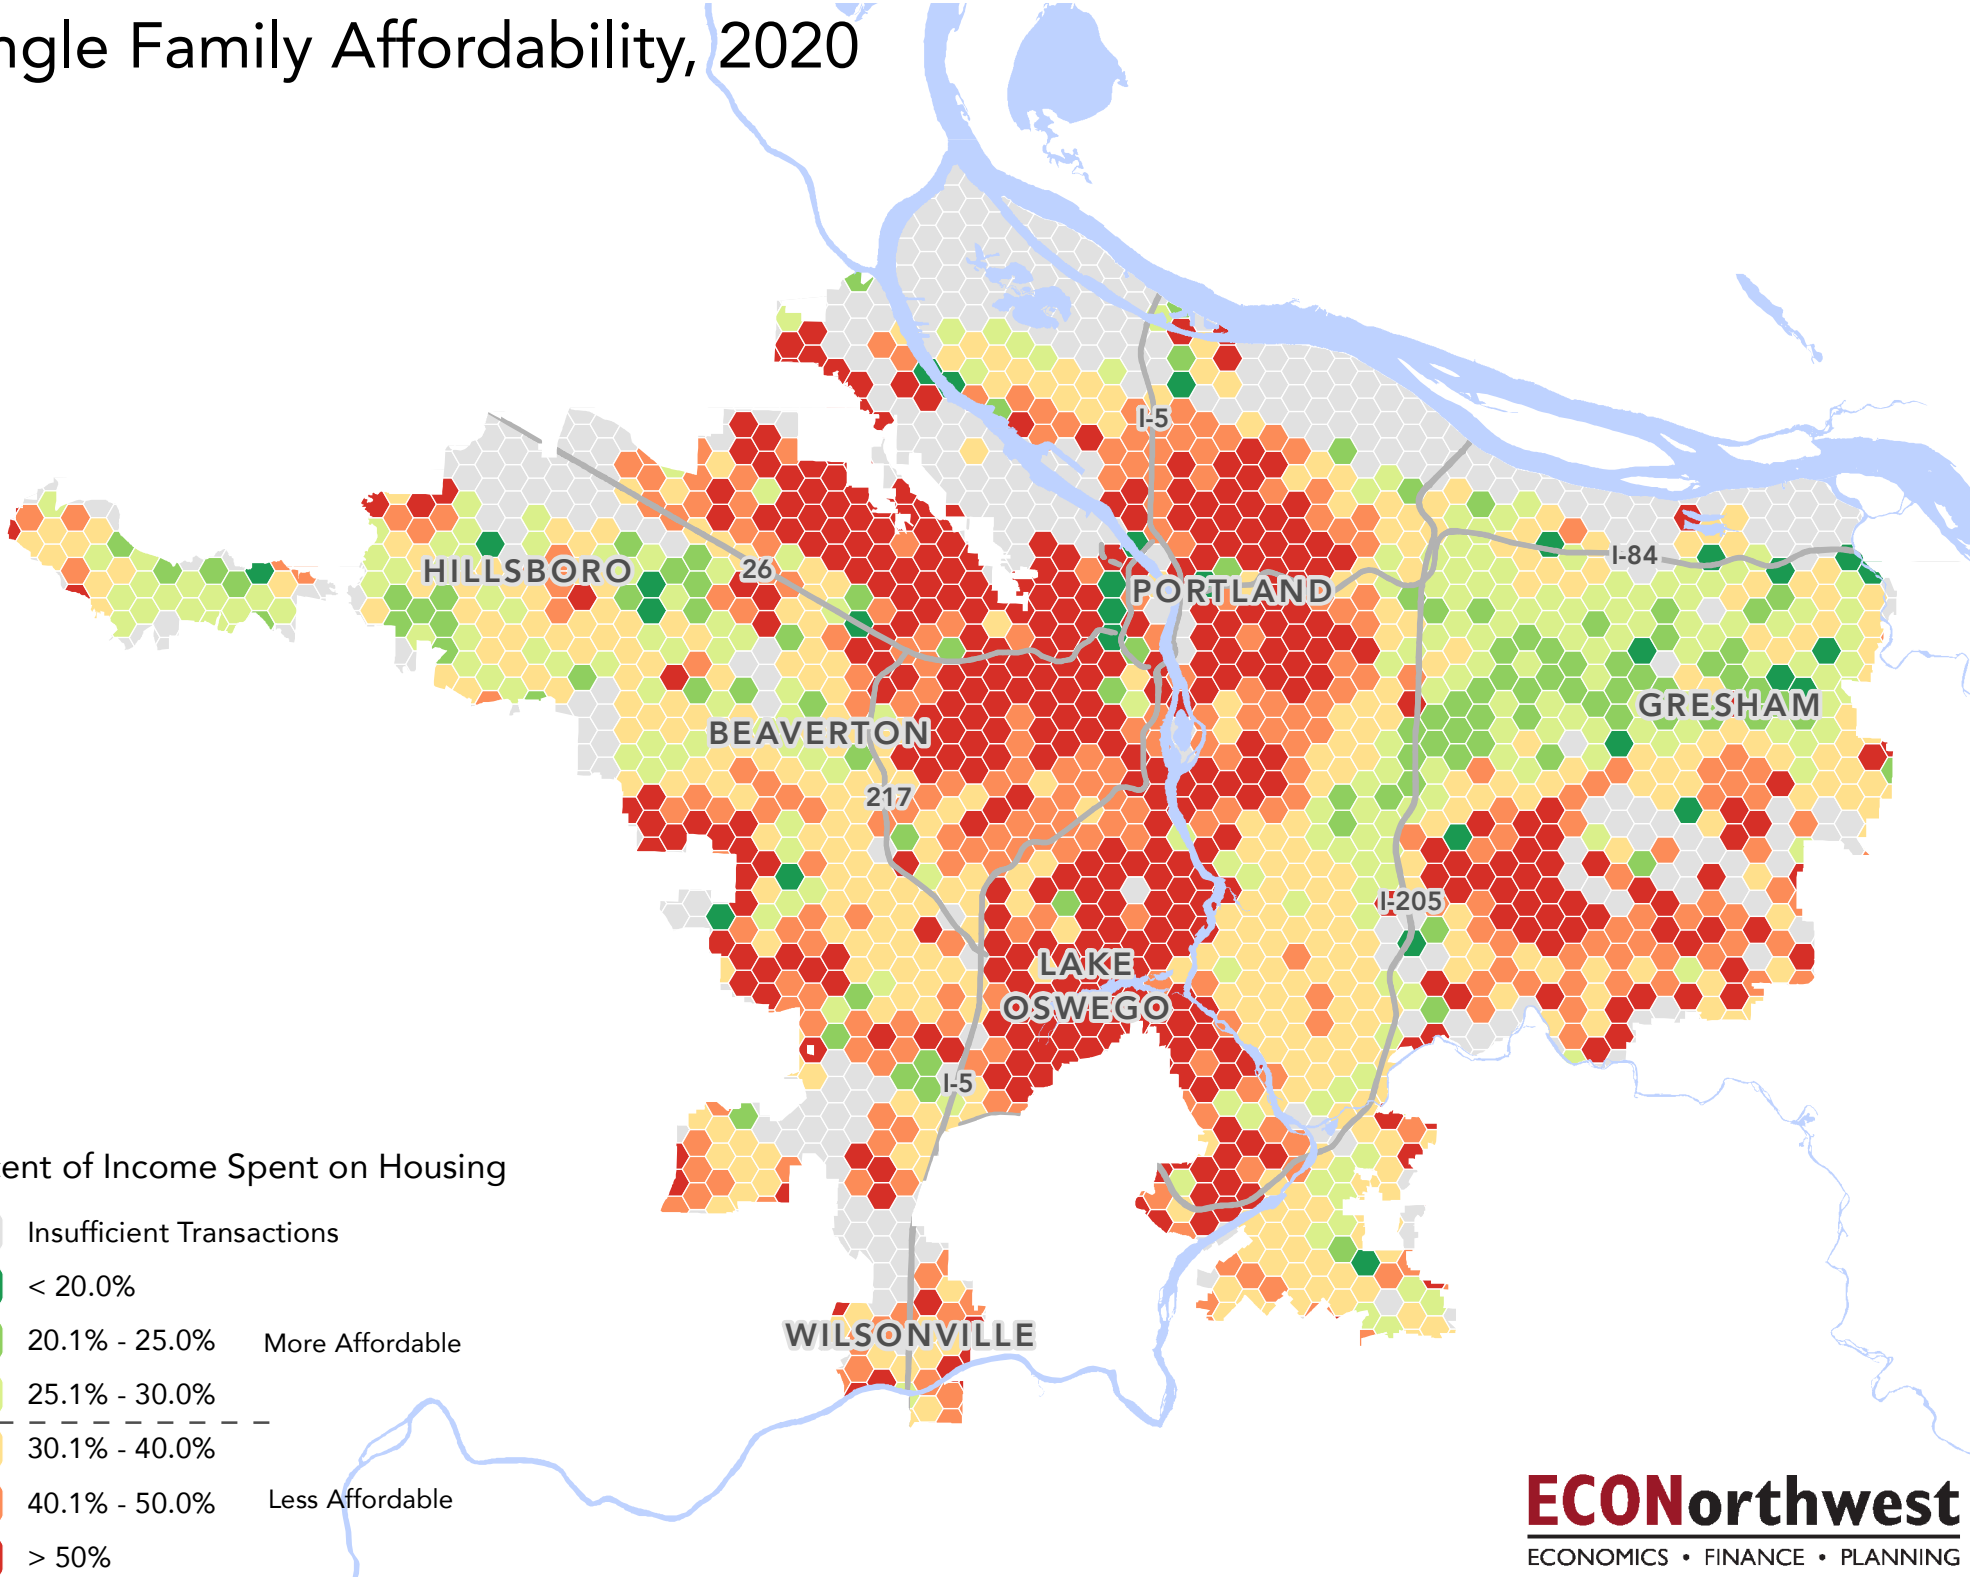 ngle Family Affordability, 2020
I-5
I-84
HILLSBORO
26
PORTLAND
GRESHAM
BEAVERTON
217
I-205
LAKE
OSWEGO
I-5
WILSONVILLE
ent of Income Spent on Housing
Insufficient Transactions
< 20.0%
20.1% - 25.0%
More Affordable
25.1% - 30.0%
30.1% - 40.0%
40.1% - 50.0%
Less Affordable
> 50%
ECONorthwest
ECONOMICS • FINANCE • PLANNING